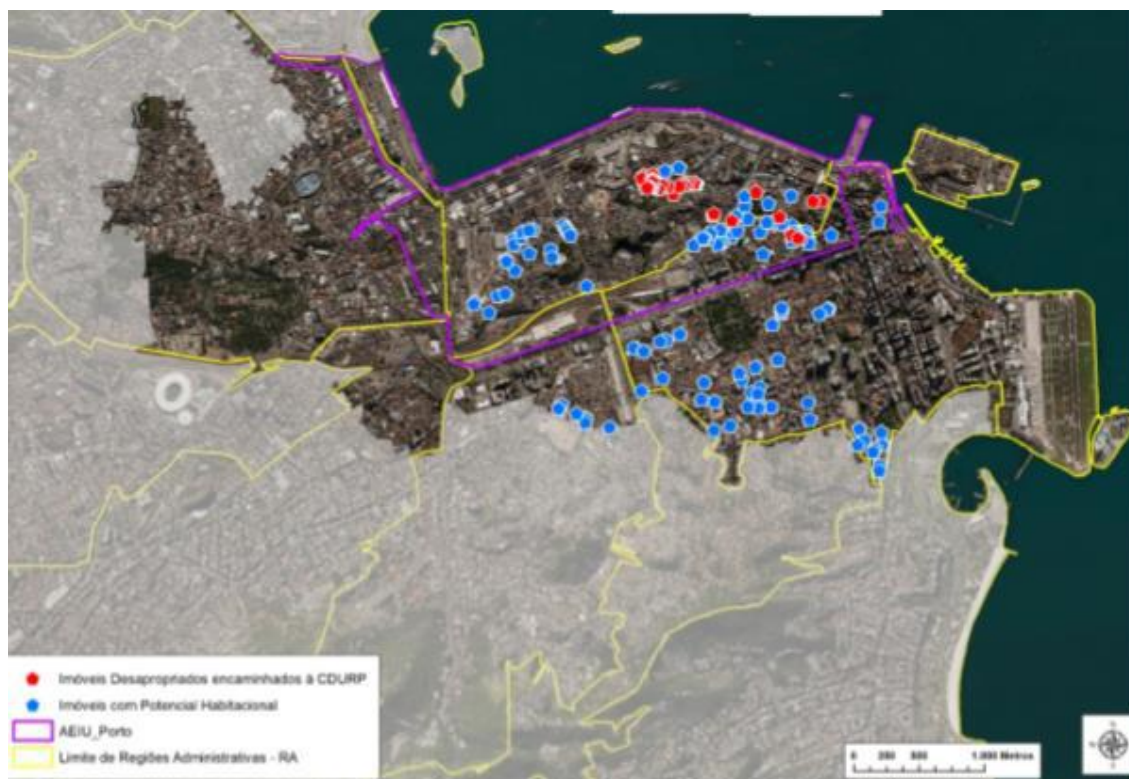 Imóveis Desapropriados encaminhados à CDURP
Imóveis com Potencial Habitacional
AEIU_Porto
Limite de Regiões Administrativas - RA
0 250 500 1.000 Metros